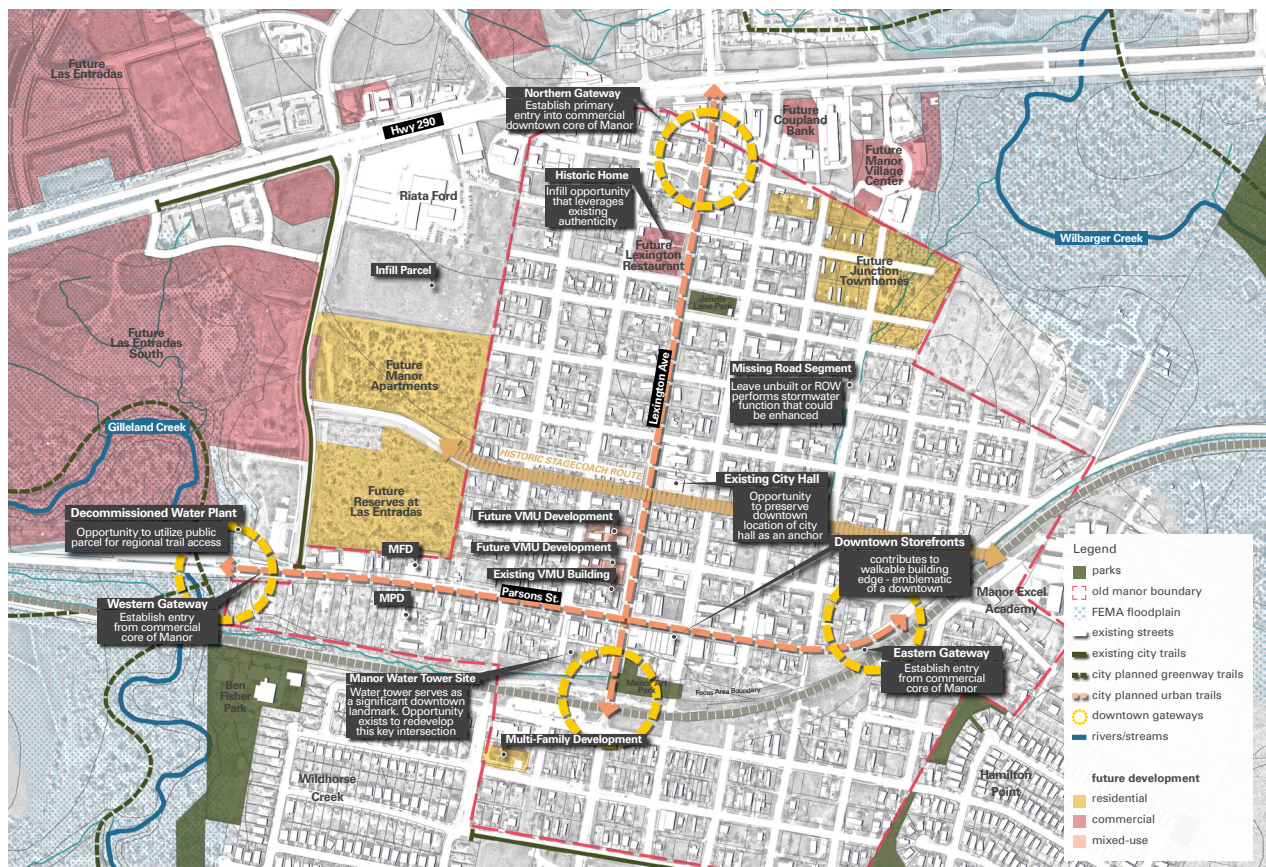 Future
Las Entradas
Hwy 290
Northern Gateway
Establish primary
entry into commercial
downtown core of Manor
Future
Coupland
Bank
Future
Manor
Village
Center
Historic Home
Infill opportunity
that leverages
existing
authenticity
Riata Ford
Future
Lexington
Restaurant
Wilbarger Creek
Infill Parcel
Future
Junction
Townhomes
Jennie
Lane Park
Future
Las Entradas
South
Future
Manor
Apartments
Lexington Ave
Missing Road Segment
Leave unbuilt or ROW
performs stormwater
function that could
be enhanced
Gilleland Creek
HISTORIC STAGECOACH ROUTE
Existing City Hall
Opportunity
to preserve
downtown
location of city
hall as an anchor
Future
Reserves at
Las Entradas
Decommissioned Water Plant
Opportunity to utilize public
parcel for regional trail access
Future VMU Development
Future VMU Development
Existing VMU Building
MFD
MPD
Parsons St.
Downtown Storefronts
contributes to
walkable building
edge - emblematic
of a downtown
Manor Excel
Academy
Western Gateway
Establish entry
from commercial
core of Manor
Eastern Gateway
Establish entry
from commercial
core of Manor
Manor Water Tower Site
Water tower serves as
a significant downtown
landmark. Opportunity
exists to redevelop
this key intersection
Manor Art
Park
Focus Area Boundary
Ben
Fisher
Park
Multi-Family Development
Wildhorse
Creek
Hamilton
Point
Legend
parks
old manor boundary
FEMA floodplain
existing streets
existing city trails
city planned greenway trails
city planned urban trails
downtown gateways
rivers/streams
future development
residential
commercial
mixed-use